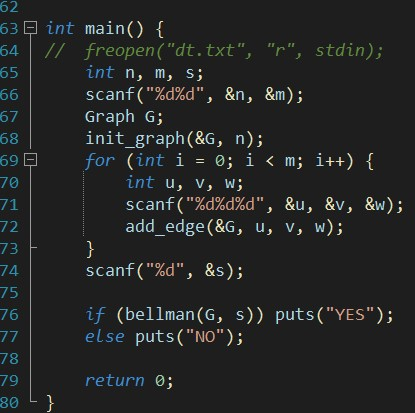 62
63 int main() {
64 //  freopen("dt.txt", "r", stdin);
65     int n, m, s;
66     scanf("%d%d", &n, &m);
67     Graph G;
68     init_graph(&G, n);
69     for (int i = 0; i < m; i++) {
70         int u, v, w;
71         scanf("%d%d%d", &u, &v, &w);
72         add_edge(&G, u, v, w);
73     }
74     scanf("%d", &s);
75
76     if (bellman(G, s)) puts("YES");
77     else puts("NO");
78
79     return 0;
80 }